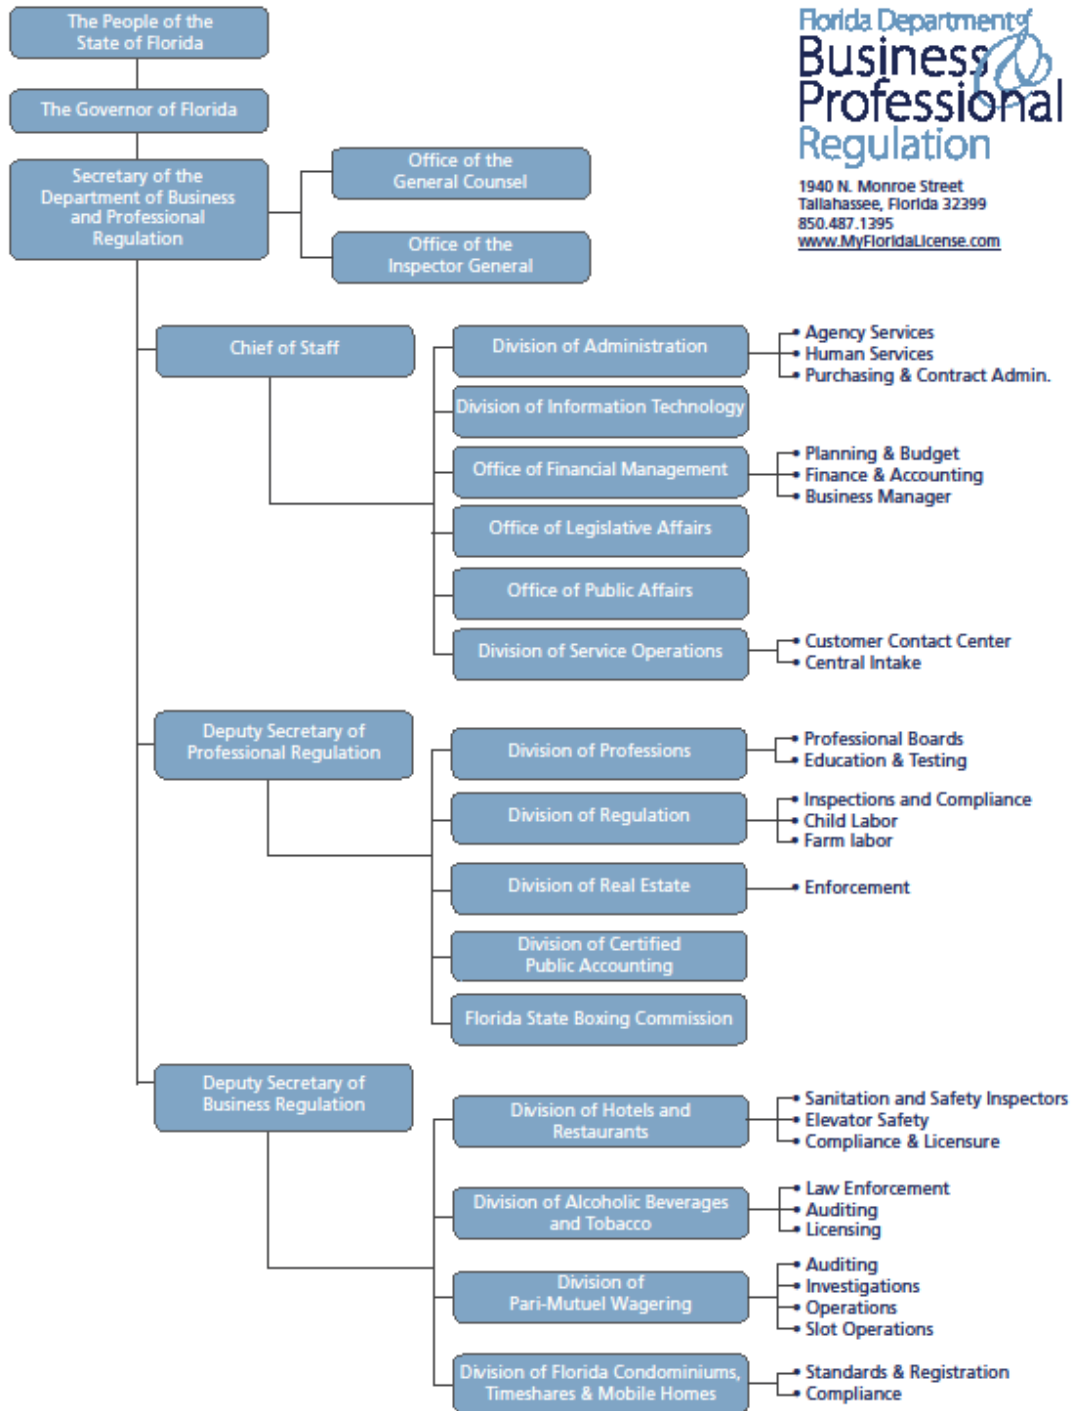 The People of the
State of Florida
The Governor of Florida
Secretary of the
Department of Business
and Professional
Regulation
Office of the
General Counsel
Office of the
Inspector General
Florida Department of
Business &
Professional
Regulation
1940 N. Monroe Street
Tallahassee, Florida 32399
850.487.1395
www.MyFloridaLicense.com
Chief of Staff
Division of Administration
• Agency Services
• Human Services
• Purchasing & Contract Admin.
Division of Information Technology
Office of Financial Management
• Planning & Budget
• Finance & Accounting
• Business Manager
Office of Legislative Affairs
Office of Public Affairs
Division of Service Operations
• Customer Contact Center
• Central Intake
Deputy Secretary of
Professional Regulation
Division of Professions
• Professional Boards
• Education & Testing
Division of Regulation
• Inspections and Compliance
• Child Labor
• Farm labor
Division of Real Estate
• Enforcement
Division of Certified
Public Accounting
Florida State Boxing Commission
Deputy Secretary of
Business Regulation
Division of Hotels and
Restaurants
• Sanitation and Safety Inspectors
• Elevator Safety
• Compliance & Licensure
Division of Alcoholic Beverages
and Tobacco
• Law Enforcement
• Auditing
• Licensing
Division of
Pari-Mutuel Wagering
• Auditing
• Investigations
• Operations
• Slot Operations
Division of Florida Condominiums,
Timeshares & Mobile Homes
• Standards & Registration
• Compliance